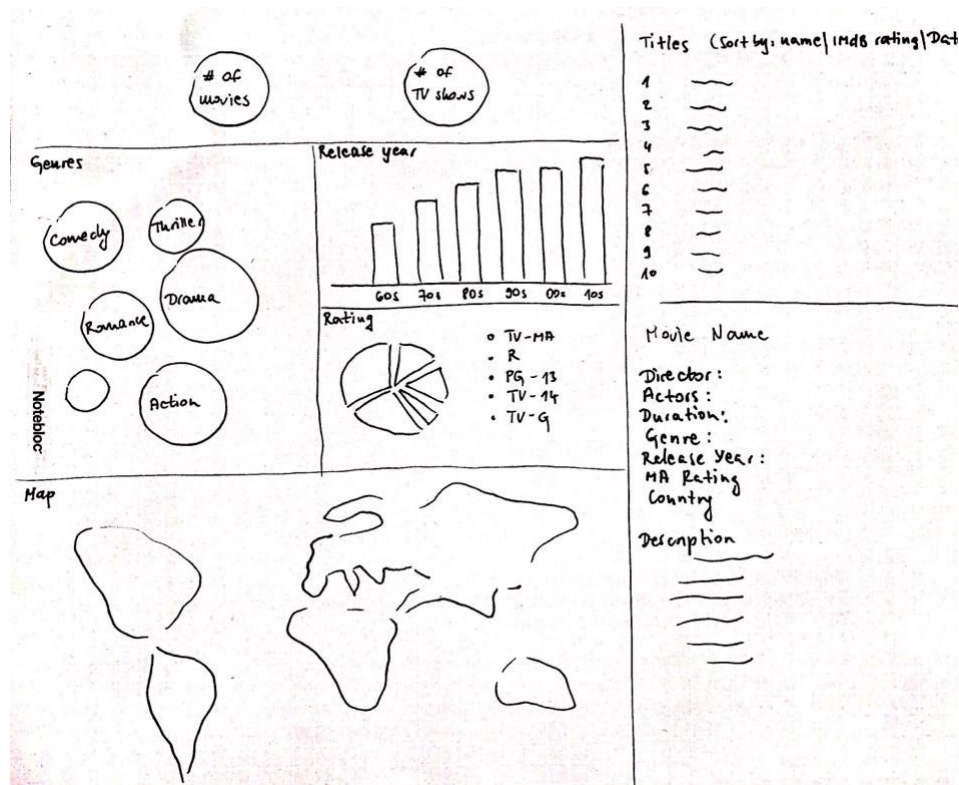 # of
movies
# of
TV shows
Genres
Comedy
Thriller
Drama
Romance
Action
Notebloc
Release year
60s 70s 80s 90s 00s 10s
Rating
TV-MA
R
PG-13
TV-14
TV-G
Map
Titles (Sort by: name | IMdB rating | Dat
1
2
3
4
5
6
7
8
9
10
Movie Name
Director:
Actors:
Duration:
Genre:
Release Year:
MA Rating
Country
Description